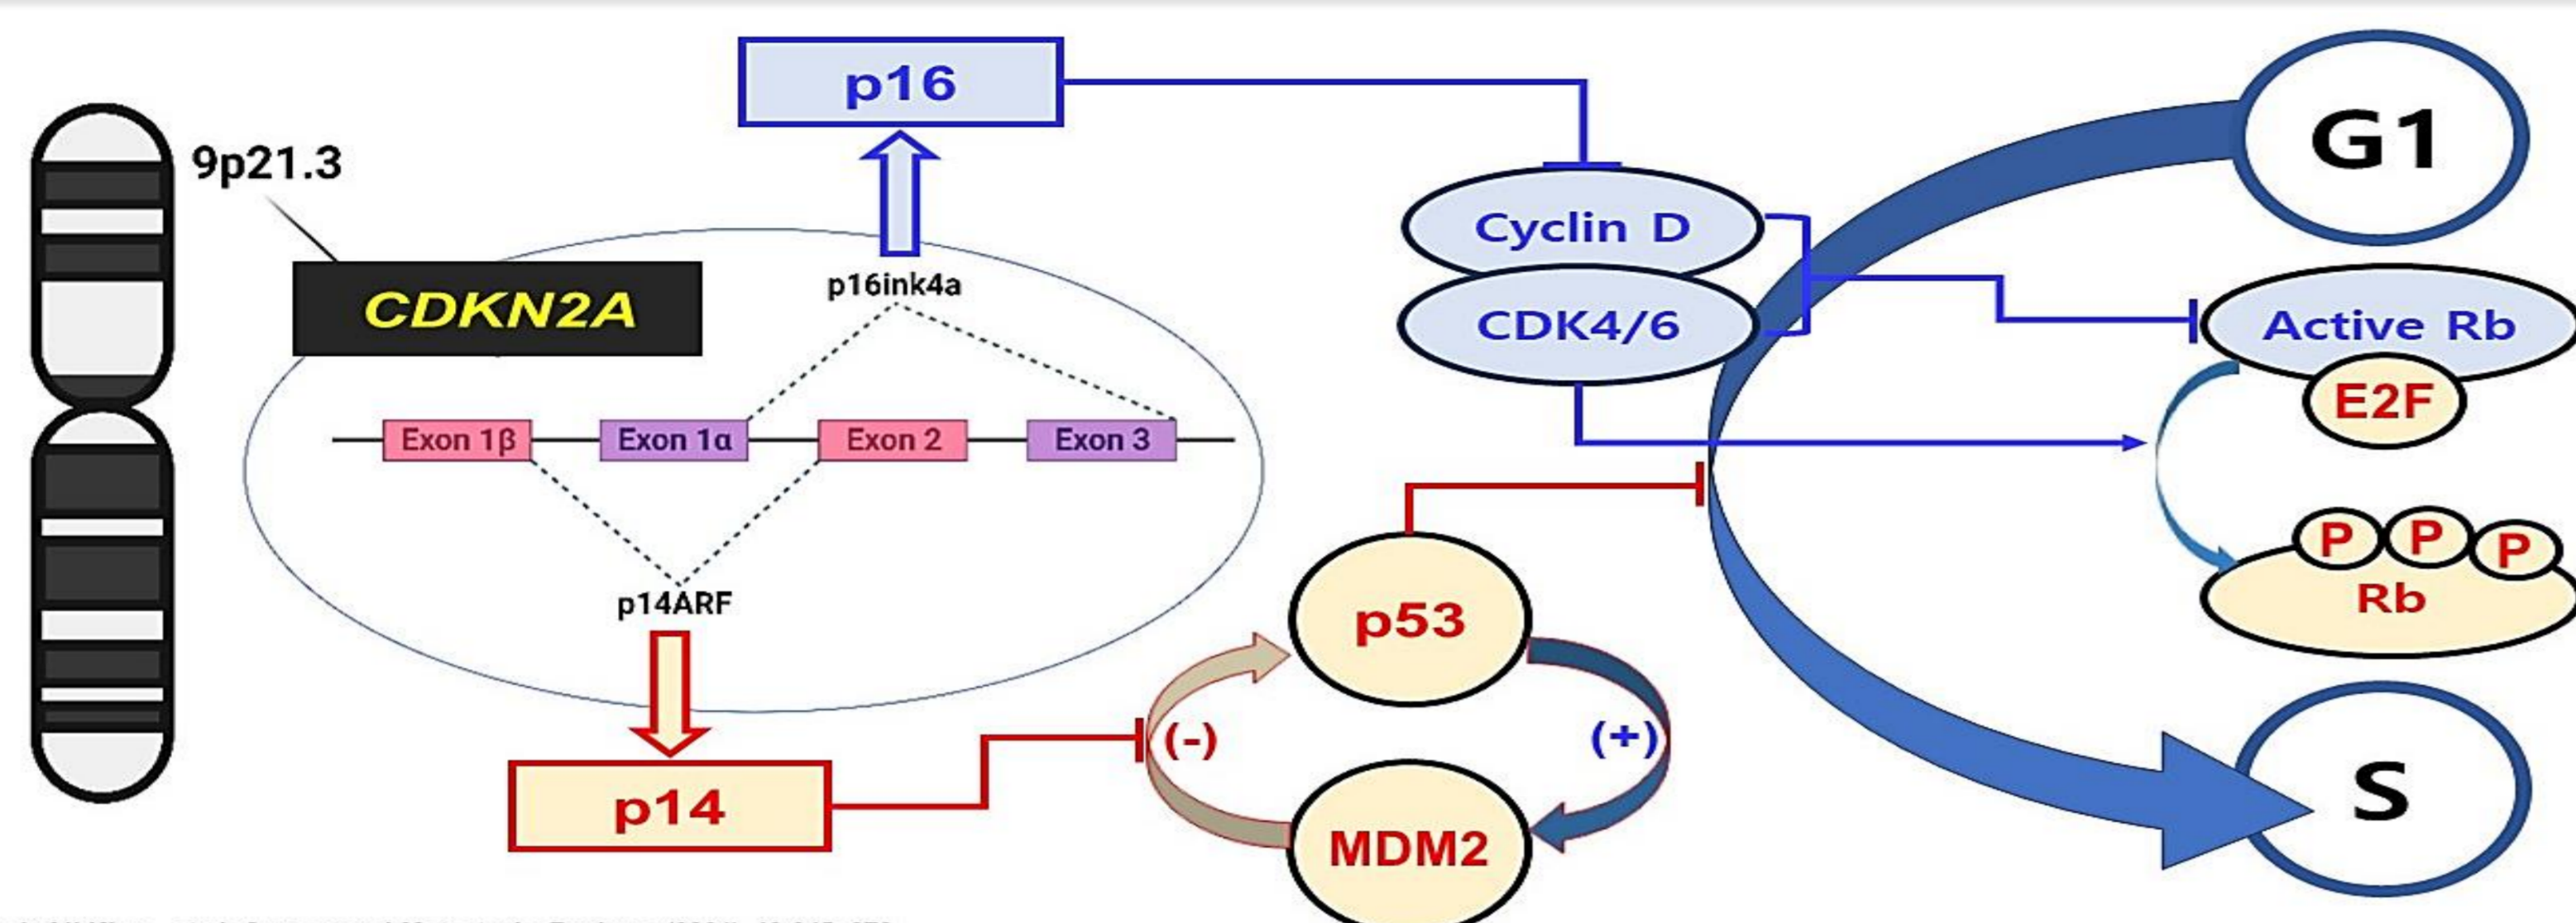 p16
G1
9p21.3
Cyclin D
CDKN2A
p16ink4a
CDK4/6
Active Rb
E2F
Exon 1β
Exon 1α
Exon 2
Exon 3
P
P
P
Rb
p14ARF
p53
(-)
(+)
p14
MDM2
S